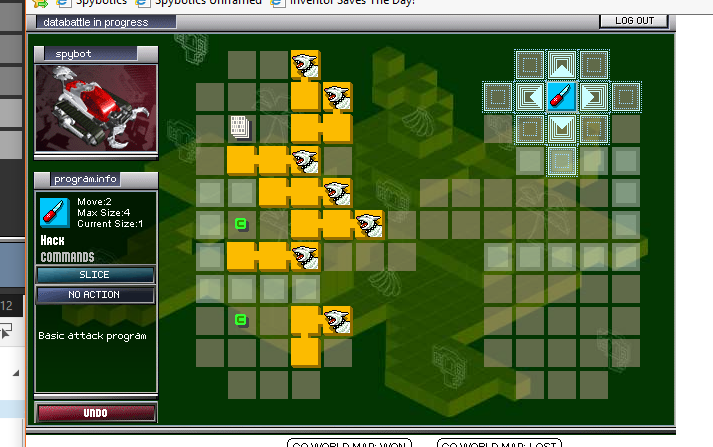 Spybotics
Spybotics Unnamed
Inventor Saves The Day!
databattle in progress
LOG OUT
spybot
program.info
Move:2
Max Size:4
Current Size:1
Hack
COMMANDS
SLICE
NO ACTION
Basic attack program
UNDO
12
C
C
GO WORLD MAP: WON
GO WORLD MAP: LOST